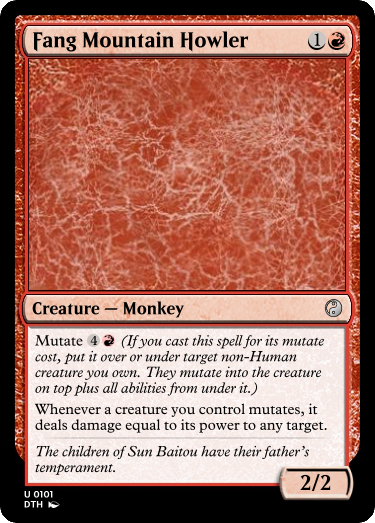 Fang Mountain Howler 1
Creature — Monkey
Mutate 4 (If you cast this spell for its mutate
cost, put it over or under target non-Human
creature you own. They mutate into the creature
on top plus all abilities from under it.)
Whenever a creature you control mutates, it
deals damage equal to its power to any target.
The children of Sun Baitou have their father's
temperament.
2/2
U 0101
DTH